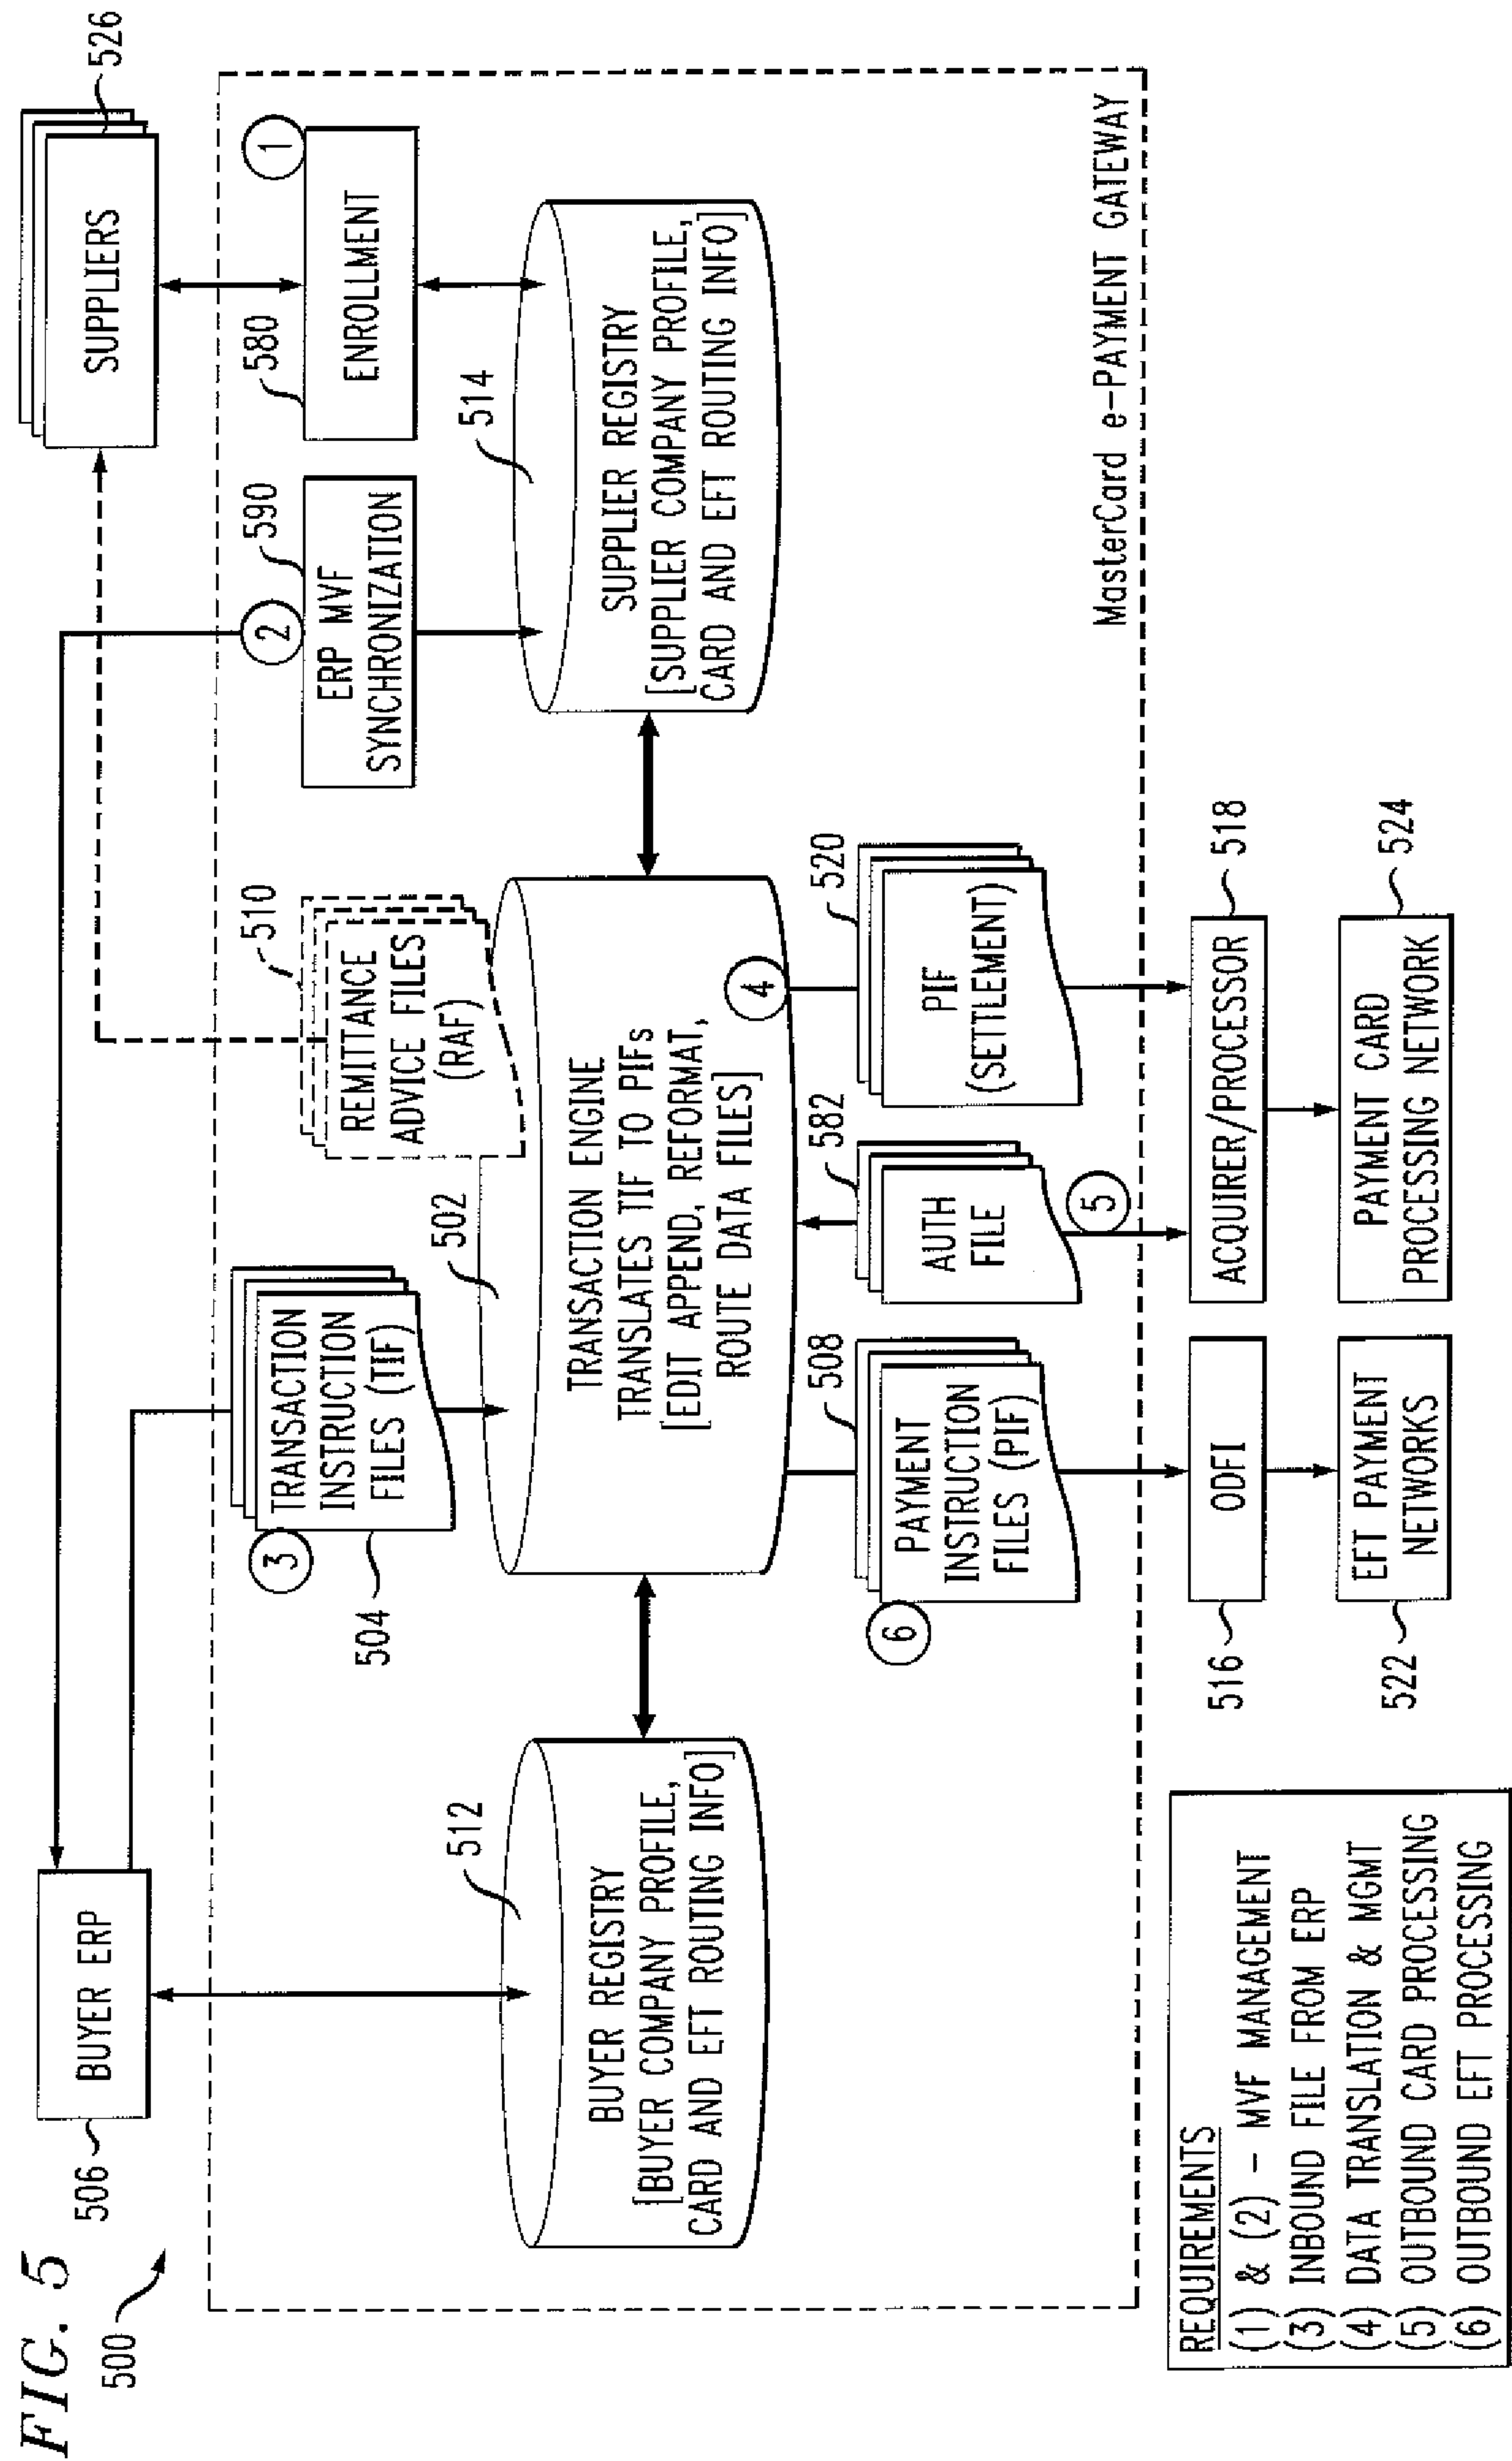 FIG. 5
500
506
BUYER ERP
SUPPLIERS
526
3
TRANSACTION
INSTRUCTION
FILES (TIF)
504
510
REMITTANCE
ADVICE FILES
(RAF)
2
590
ERP MVF
SYNCHRONIZATION
580
1
ENROLLMENT
512
BUYER REGISTRY
[BUYER COMPANY PROFILE,
CARD AND EFT ROUTING INFO]
502
TRANSACTION ENGINE
TRANSLATES TIF TO PIFs
[EDIT APPEND, REFORMAT,
ROUTE DATA FILES]
4
514
SUPPLIER REGISTRY
[SUPPLIER COMPANY PROFILE,
CARD AND EFT ROUTING INFO]
6
508
PAYMENT
INSTRUCTION
FILES (PIF)
582
AUTH
FILE
5
520
PIF
(SETTLEMENT)
MasterCard e-PAYMENT GATEWAY
516
ODFI
ACQUIRER/PROCESSOR
518
522
EFT PAYMENT
NETWORKS
PAYMENT CARD
PROCESSING NETWORK
524
REQUIREMENTS
(1) & (2) - MVF MANAGEMENT
(3) INBOUND FILE FROM ERP
(4) DATA TRANSLATION & MGMT
(5) OUTBOUND CARD PROCESSING
(6) OUTBOUND EFT PROCESSING